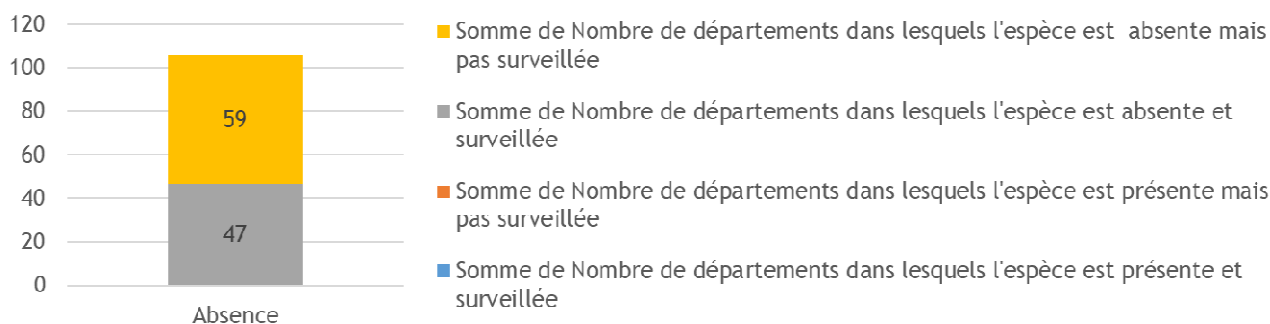 120
100
80
60
40
20
0
59
47
Absence
Somme de Nombre de départements dans lesquels l'espèce est absente mais
pas surveillée
Somme de Nombre de départements dans lesquels l'espèce est absente et
surveillée
Somme de Nombre de départements dans lesquels l'espèce est présente mais
pas surveillée
Somme de Nombre de départements dans lesquels l'espèce est présente et
surveillée